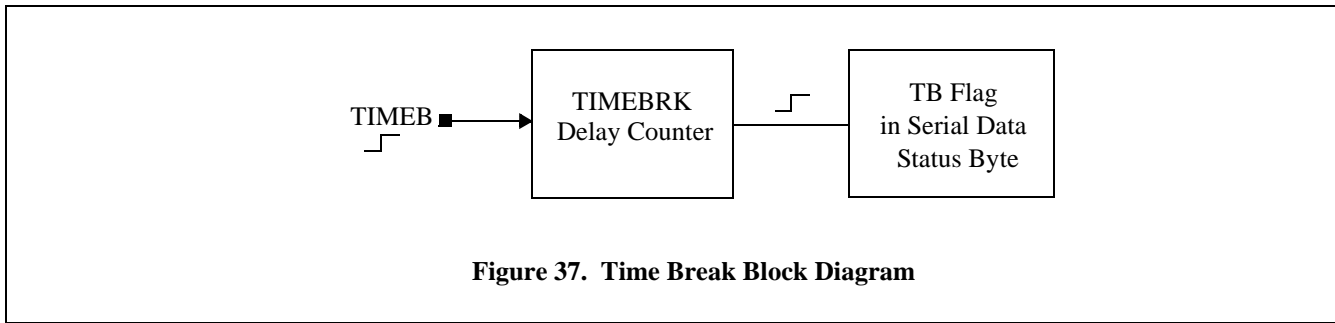 TIMEB
TIMEBRK
Delay Counter
TB Flag
in Serial Data
Status Byte
Figure 37. Time Break Block Diagram